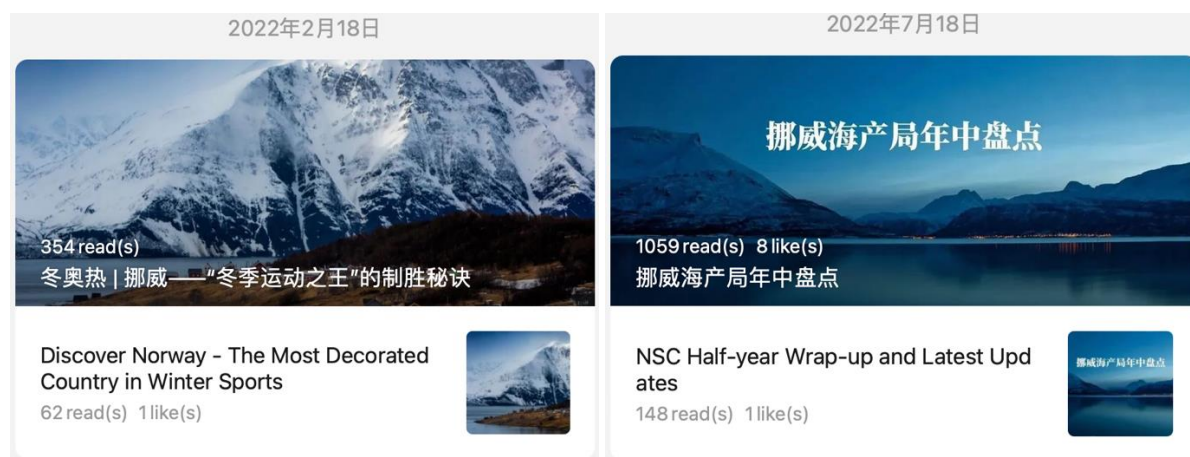 2022年2月18日
354 read(s)
冬奥热 | 挪威——“冬季运动之王”的制胜秘诀
Discover Norway - The Most Decorated
Country in Winter Sports
62 read(s) 1 like(s)
2022年7月18日
挪威海产局年中盘点
1059 read(s) 8 like(s)
挪威海产局年中盘点
NSC Half-year Wrap-up and Latest Upd
ates
148 read(s) 1 like(s)
挪威海产局年中盘点